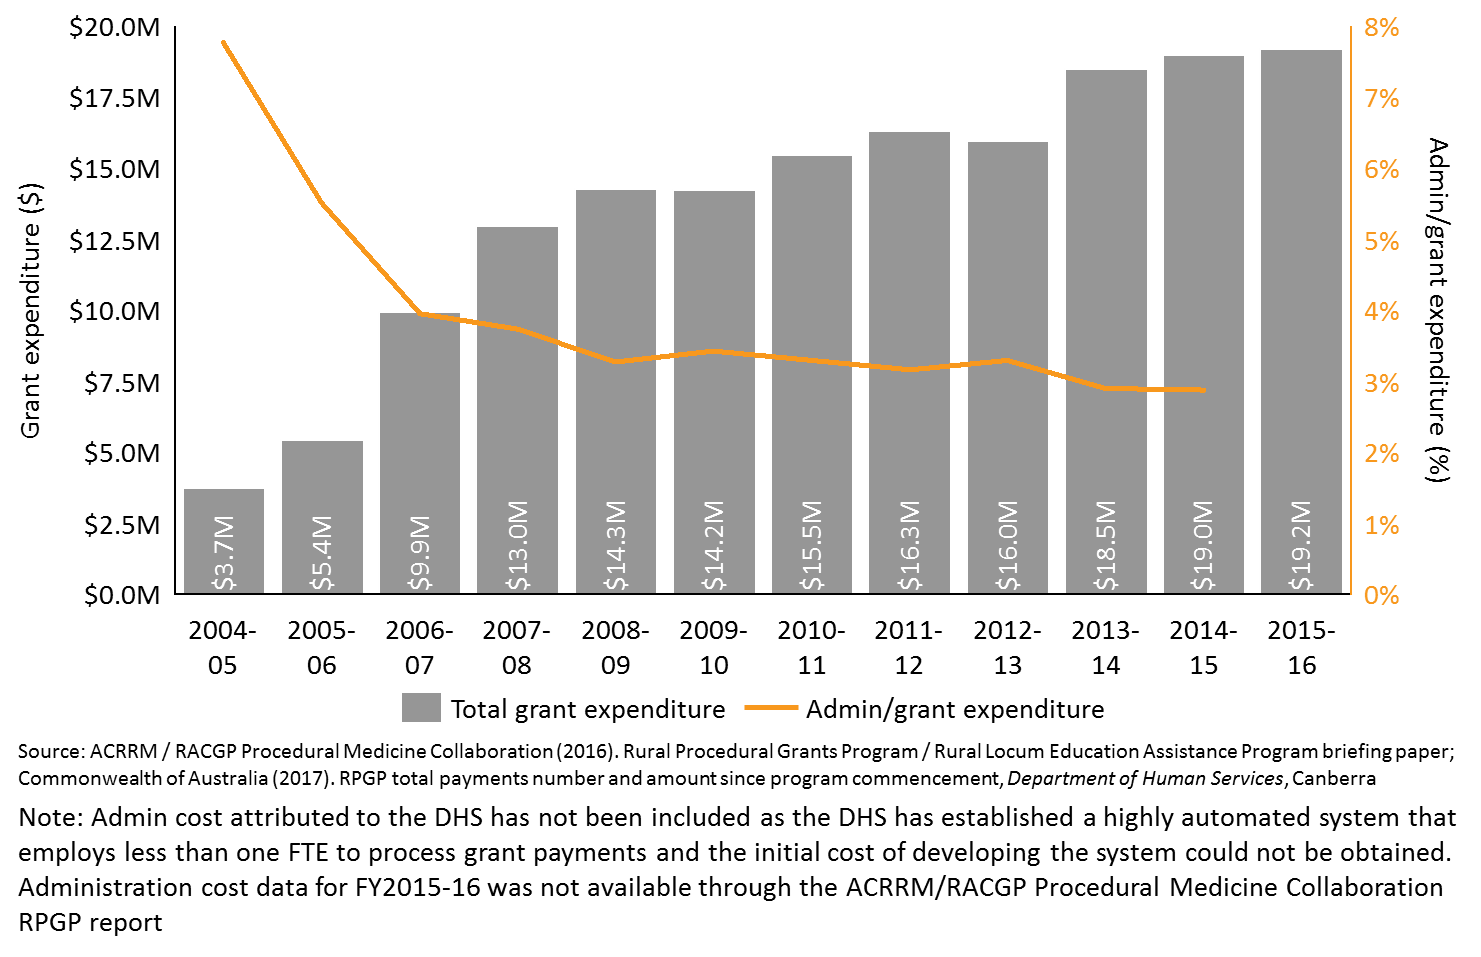 $20.0M
$17.5M
$15.0M
$12.5M
$10.0M
$7.5M
$5.0M
$2.5M
$0.0M
Grant expenditure ($)
8%
7%
6%
5%
4%
3%
2%
1%
0%
Admin/grant expenditure (%)
$3.7M
$5.4M
$9.9M
$13.0M
$14.3M
$14.2M
$15.5M
$16.3M
$16.0M
$18.5M
$19.0M
$19.2M
2004-
05
2005-
06
2006-
07
2007-
08
2008-
09
2009-
10
2010-
11
2011-
12
2012-
13
2013-
14
2014-
15
2015-
16
Total grant expenditure
Admin/grant expenditure
Source: ACRRM / RACGP Procedural Medicine Collaboration (2016). Rural Procedural Grants Program / Rural Locum Education Assistance Program briefing paper;
Commonwealth of Australia (2017). RPGP total payments number and amount since program commencement, Department of Human Services, Canberra
Note: Admin cost attributed to the DHS has not been included as the DHS has established a highly automated system that
employs less than one FTE to process grant payments and the initial cost of developing the system could not be obtained.
Administration cost data for FY2015-16 was not available through the ACRRM/RACGP Procedural Medicine Collaboration
RPGP report